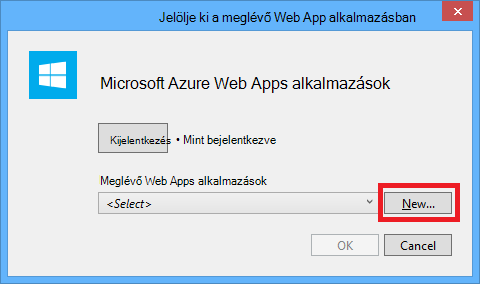 Jelölje ki a meglévő Web App alkalmazásban
Microsoft Azure Web Apps alkalmazások
Kijelentkezés • Mint bejelentkezve
Meglévő Web Apps alkalmazások
<Select> New...
OK Cancel